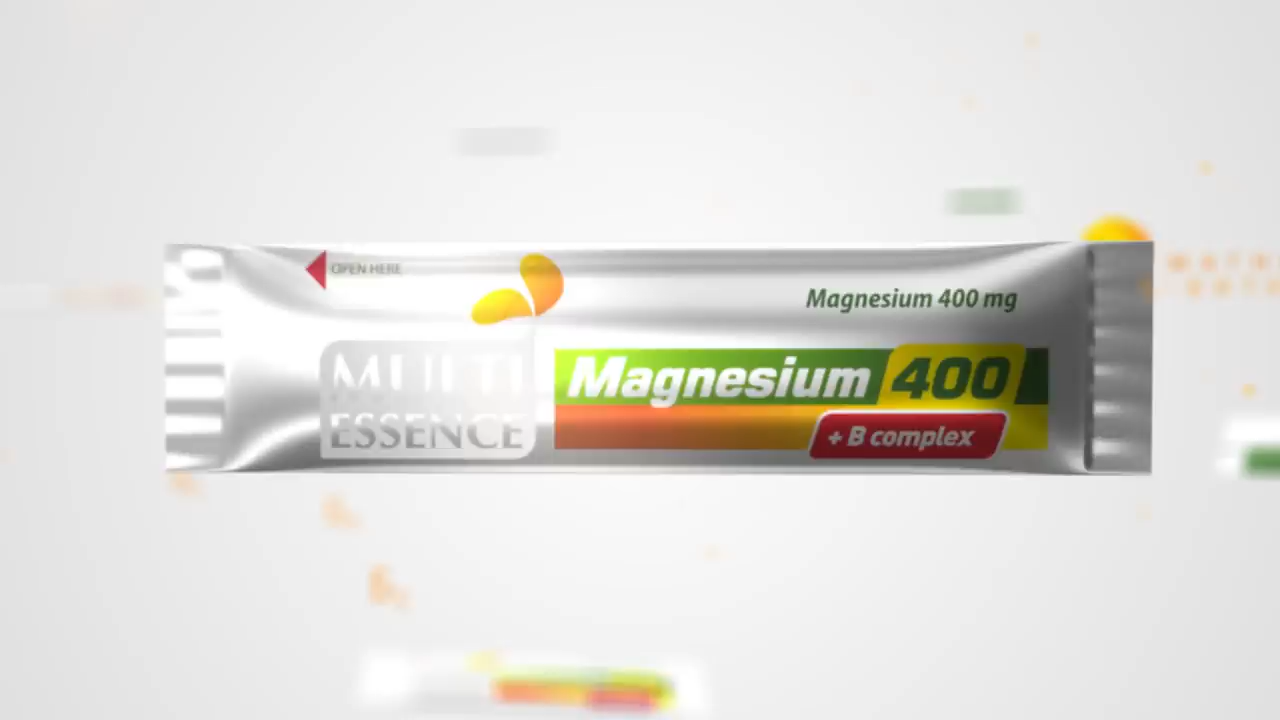 OPEN HERE
Magnesium 400 mg
MULTI
ESSENCE
Magnesium 400
+ B complex